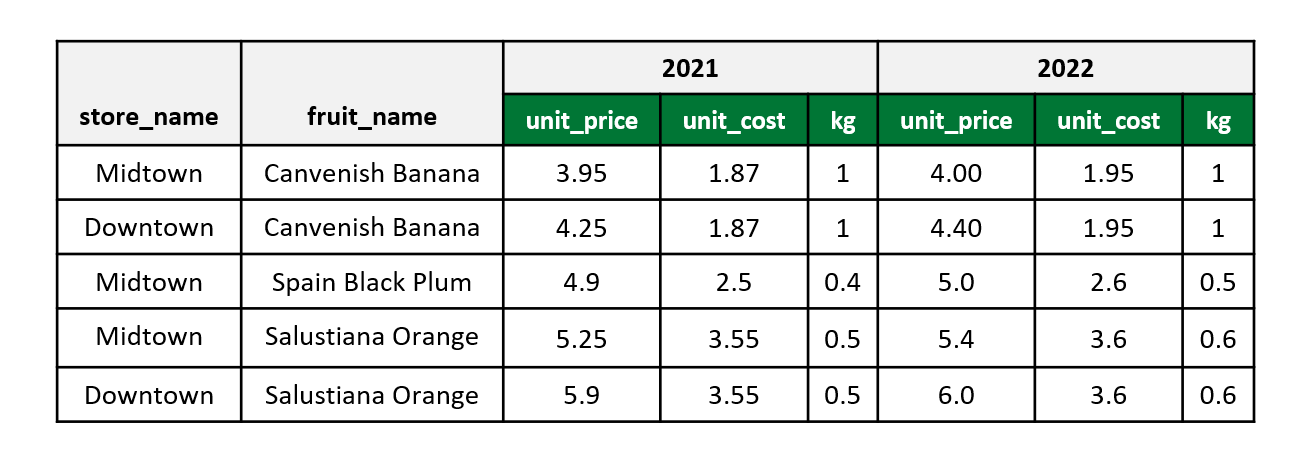 2021 2022
store_name fruit_name unit_price unit_cost kg unit_price unit_cost kg
Midtown Canvenish Banana 3.95 1.87 1 4.00 1.95 1
Downtown Canvenish Banana 4.25 1.87 1 4.40 1.95 1
Midtown Spain Black Plum 4.9 2.5 0.4 5.0 2.6 0.5
Midtown Salustiana Orange 5.25 3.55 0.5 5.4 3.6 0.6
Downtown Salustiana Orange 5.9 3.55 0.5 6.0 3.6 0.6